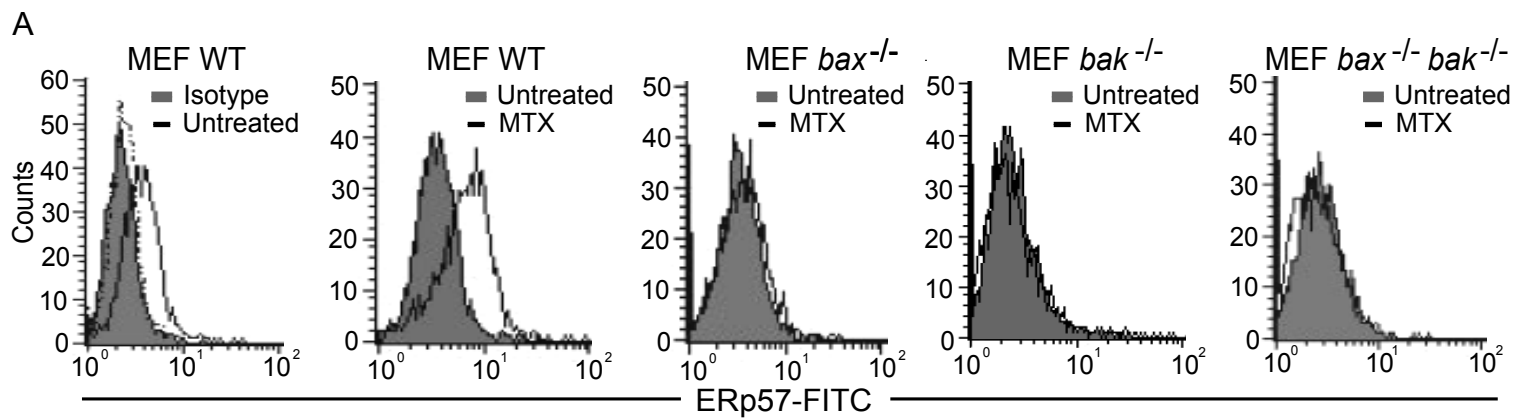 A
MEF WT
60
50
40
30
20
10
0
Counts
Isotype
Untreated
10⁰ 10¹ 10²
MEF WT
50
40
30
20
10
0
Untreated
MTX
10⁰ 10¹ 10²
MEF bax⁻/⁻
50
40
30
20
10
0
Untreated
MTX
10⁰ 10¹ 10²
MEF bak⁻/⁻
50
40
30
20
10
0
Untreated
MTX
10⁰ 10¹ 10²
MEF bax⁻/⁻ bak⁻/⁻
50
40
30
20
10
0
Untreated
MTX
10⁰ 10¹ 10²
ERp57-FITC